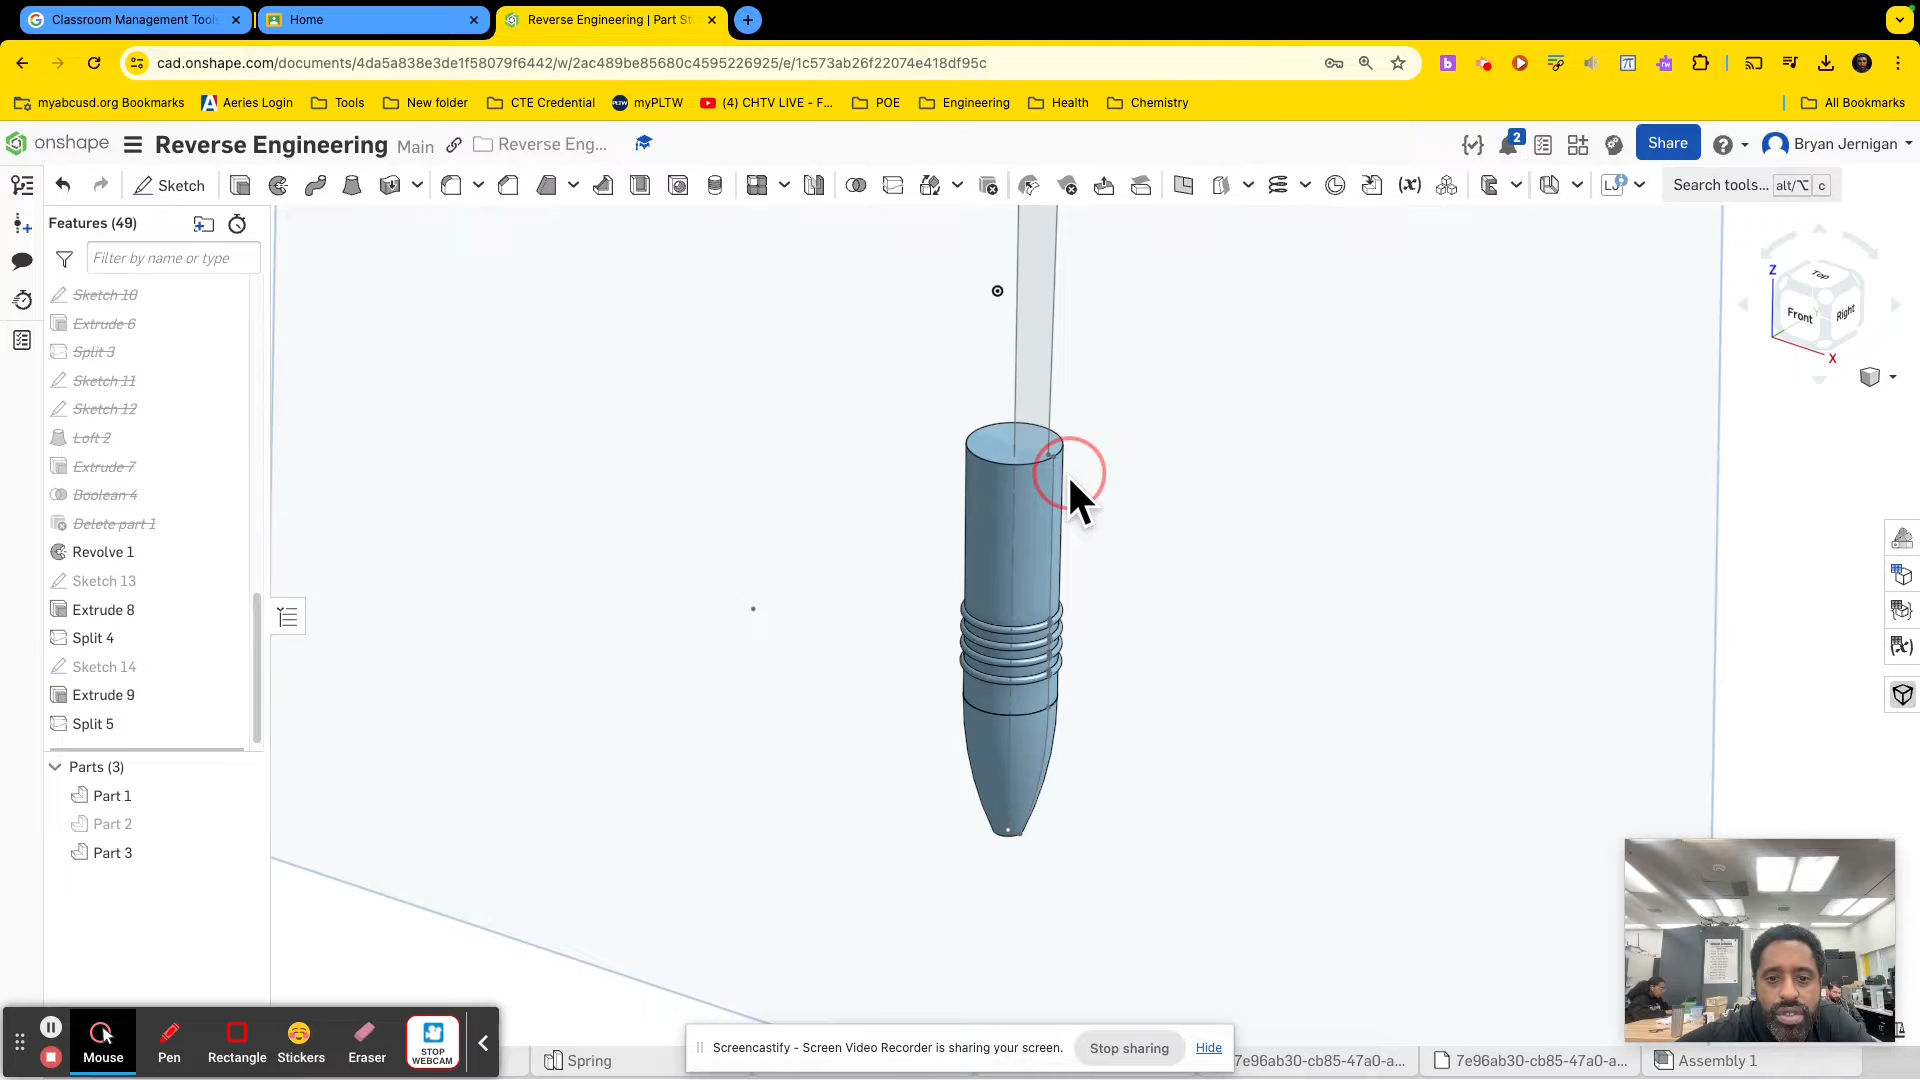 Classroom Management Tool
Home
Reverse Engineering | Part St
cad.onshape.com/documents/4da5a838e3de1f58079f6442/w/2ac489be85680c4595226925/e/1c573ab26f22074e418df95c
myabcusd.org Bookmarks
Aeries Login
Tools
New folder
CTE Credential
myPLTW
(4) CHTV LIVE - F...
POE
Engineering
Health
Chemistry
All Bookmarks
onshape
Reverse Engineering
Main
Reverse Eng...
2
Share
Bryan Jernigan
Sketch
Search tools...
alt/⌥
c
Features (49)
Filter by name or type
Sketch 10
Extrude 6
Split 3
Sketch 11
Sketch 12
Loft 2
Extrude 7
Boolean 4
Delete part 1
Revolve 1
Sketch 13
Extrude 8
Split 4
Sketch 14
Extrude 9
Split 5
Parts (3)
Part 1
Part 2
Part 3
Top
Front
Right
Z
X
Mouse
Pen
Rectangle
Stickers
Eraser
STOP
WEBCAM
Spring
Screencastify - Screen Video Recorder is sharing your screen.
Stop sharing
Hide
7e96ab30-cb85-47a0-a...
7e96ab30-cb85-47a0-a...
Assembly 1